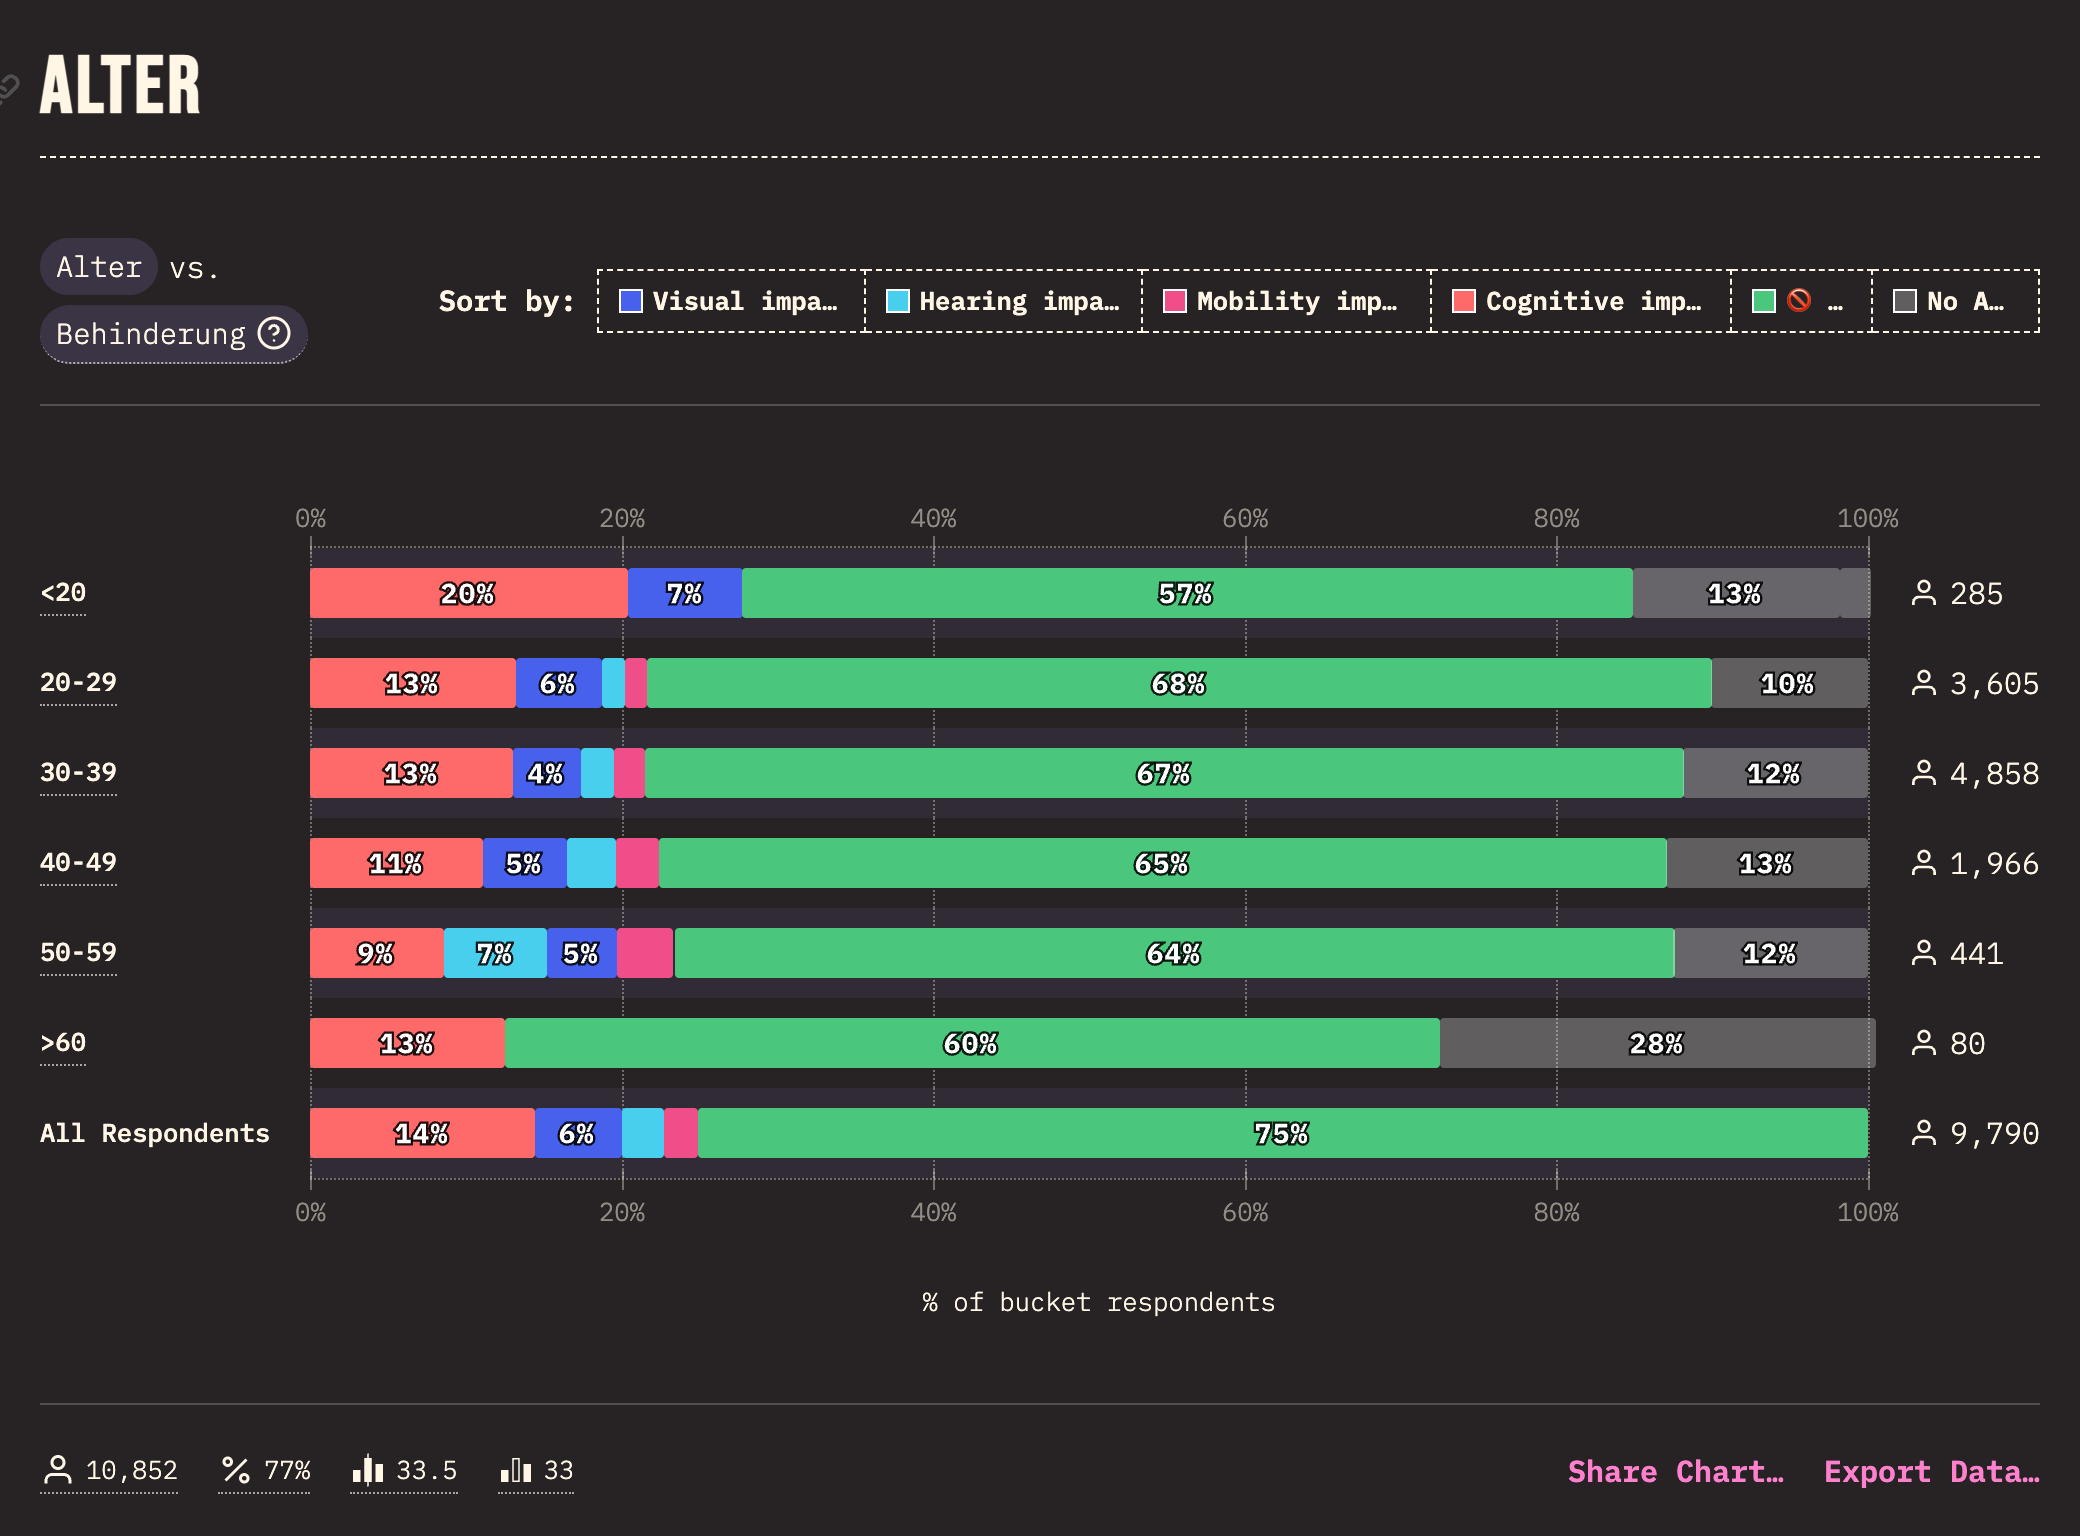 ALTER
Alter vs.
Behinderung
Sort by: Visual impa… Hearing impa… Mobility imp… Cognitive imp… 🚫 … No A…
0% 20% 40% 60% 80% 100%
<20 20% 7% 57% 13% 285
20-29 13% 6% 68% 10% 3,605
30-39 13% 4% 67% 12% 4,858
40-49 11% 5% 65% 13% 1,966
50-59 9% 7% 5% 64% 12% 441
>60 13% 60% 28% 80
All Respondents 14% 6% 75% 9,790
0% 20% 40% 60% 80% 100%
% of bucket respondents
10,852 77% 33.5 33 Share Chart… Export Data…